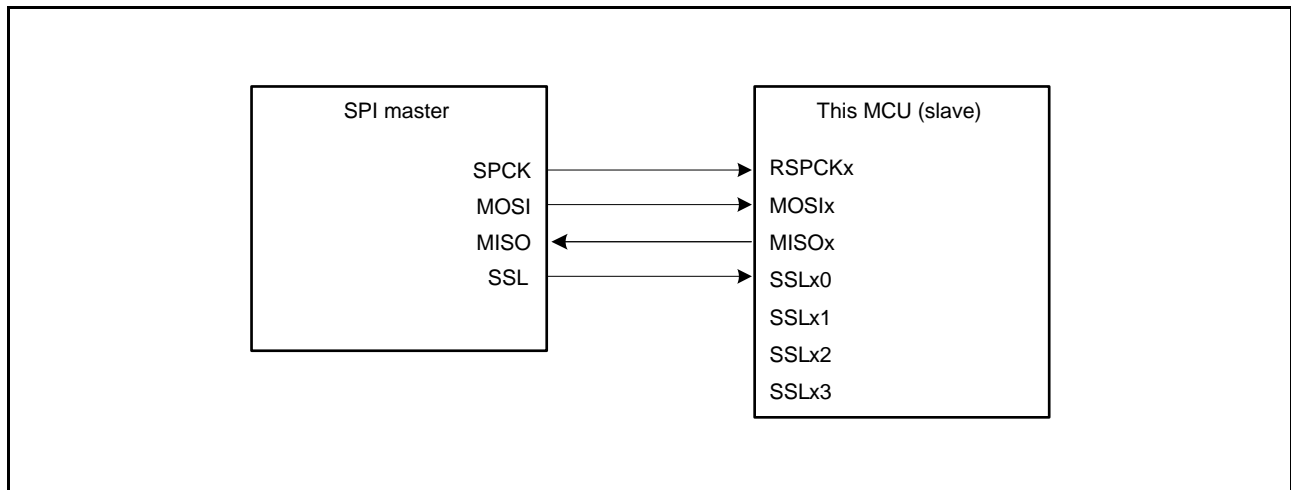 SPI master
SPCK
MOSI
MISO
SSL
This MCU (slave)
RSPCKx
MOSIx
MISOx
SSLx0
SSLx1
SSLx2
SSLx3